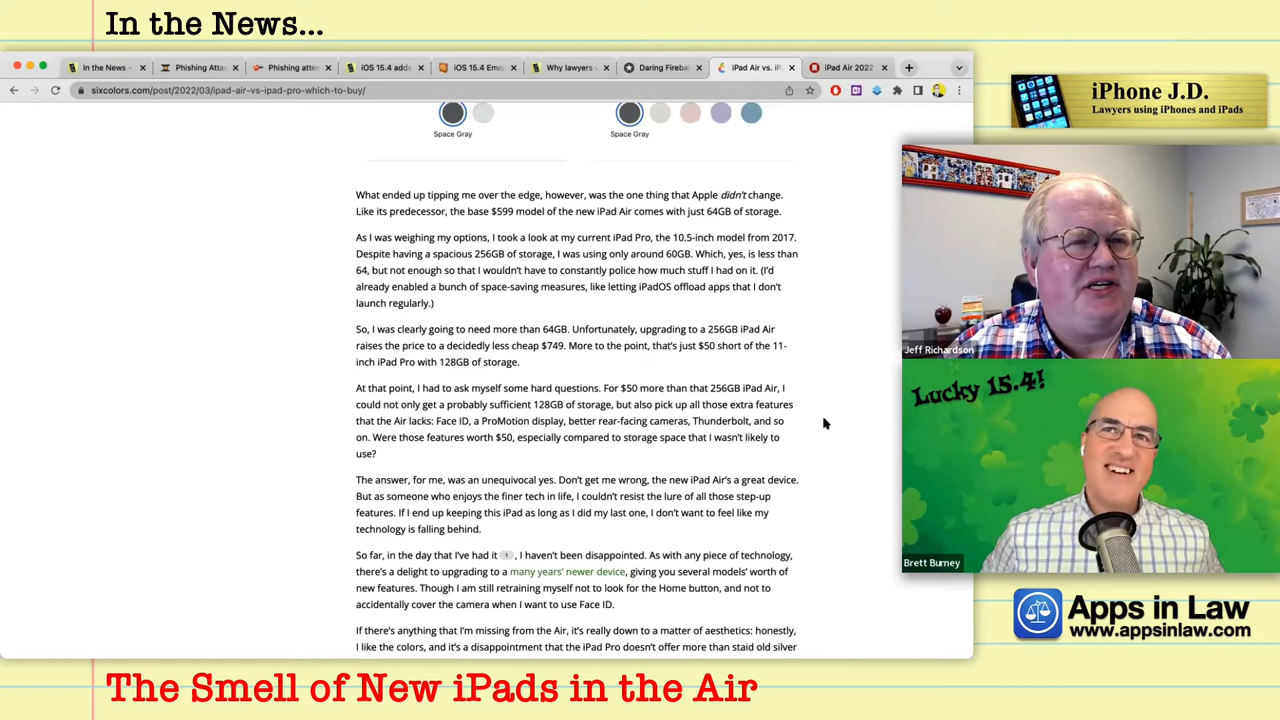 In the News...
In the News -
Phishing Atta
Phishing atte
iOS 15.4 adds
iOS 15.4 Emo
Why lawyers
Daring Fireba
iPad Air vs. iP
iPad Air 2022
sixcolors.com/post/2022/03/ipad-air-vs-ipad-pro-which-to-buy/
Space Gray
Space Gray
What ended up tipping me over the edge, however, was the one thing that Apple didn't change.
Like its predecessor, the base $599 model of the new iPad Air comes with just 64GB of storage.
As I was weighing my options, I took a look at my current iPad Pro, the 10.5-inch model from 2017.
Despite having a spacious 256GB of storage, I was using only around 60GB. Which, yes, is less than
64, but not enough so that I wouldn't have to constantly police how much stuff I had on it. (I'd
already enabled a bunch of space-saving measures, like letting iPadOS offload apps that I don't
launch regularly.)
So, I was clearly going to need more than 64GB. Unfortunately, upgrading to a 256GB iPad Air
raises the price to a decidedly less cheap $749. More to the point, that's just $50 short of the 11-
inch iPad Pro with 128GB of storage.
At that point, I had to ask myself some hard questions. For $50 more than that 256GB iPad Air, I
could not only get a probably sufficient 128GB of storage, but also pick up all those extra features
that the Air lacks: Face ID, a ProMotion display, better rear-facing cameras, Thunderbolt, and so
on. Were those features worth $50, especially compared to storage space that I wasn't likely to
use?
The answer, for me, was an unequivocal yes. Don't get me wrong, the new iPad Air's a great device.
But as someone who enjoys the finer tech in life, I couldn't resist the lure of all those step-up
features. If I end up keeping this iPad as long as I did my last one, I don't want to feel like my
technology is falling behind.
So far, in the day that I've had it 1 , I haven't been disappointed. As with any piece of technology,
there's a delight to upgrading to a many years' newer device, giving you several models' worth of
new features. Though I am still retraining myself not to look for the Home button, and not to
accidentally cover the camera when I want to use Face ID.
If there's anything that I'm missing from the Air, it's really down to a matter of aesthetics: honestly,
I like the colors, and it's a disappointment that the iPad Pro doesn't offer more than staid old silver
iPhone J.D.
Lawyers using iPhones and iPads
Jeff Richardson
Lucky 15.4!
Brett Burney
Apps in Law
www.appsinlaw.com
The Smell of New iPads in the Air